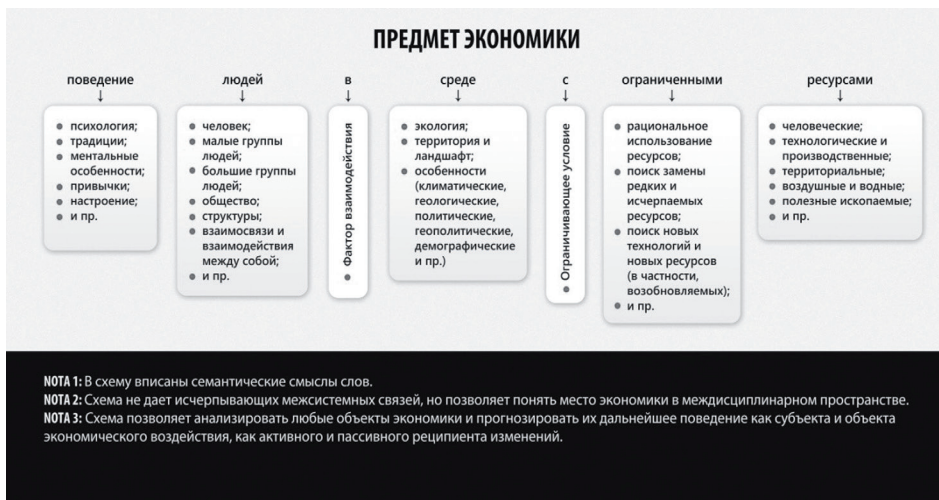 ПРЕДМЕТ ЭКОНОМИКИ
поведение
людей
в
среде
с
ограниченными
ресурсами
психология;
традиции;
ментальные
особенности;
привычки;
настроение;
и пр.
человек;
малые группы
людей;
большие группы
людей;
общество;
структуры;
взаимосвязи и
взаимодействия
между собой;
и пр.
Фактор взаимодействия
экология;
территория и
ландшафт;
особенности
(климатические,
геологические,
политические,
геополитические,
демографические
и пр.)
Ограничивающее условие
рациональное
использование
ресурсов;
поиск замены
редких и
исчерпаемых
ресурсов;
поиск новых
технологий и
новых ресурсов
(в частности,
возобновляемых);
и пр.
человеческие;
технологические и
производственные;
территориальные;
воздушные и водные;
полезные ископаемые;
и пр.
NOTA 1: В схему вписаны семантические смыслы слов.
NOTA 2: Схема не дает исчерпывающих межсистемных связей, но позволяет понять место экономики в междисциплинарном пространстве.
NOTA 3: Схема позволяет анализировать любые объекты экономики и прогнозировать их дальнейшее поведение как субъекта и объекта
экономического воздействия, как активного и пассивного реципиента изменений.